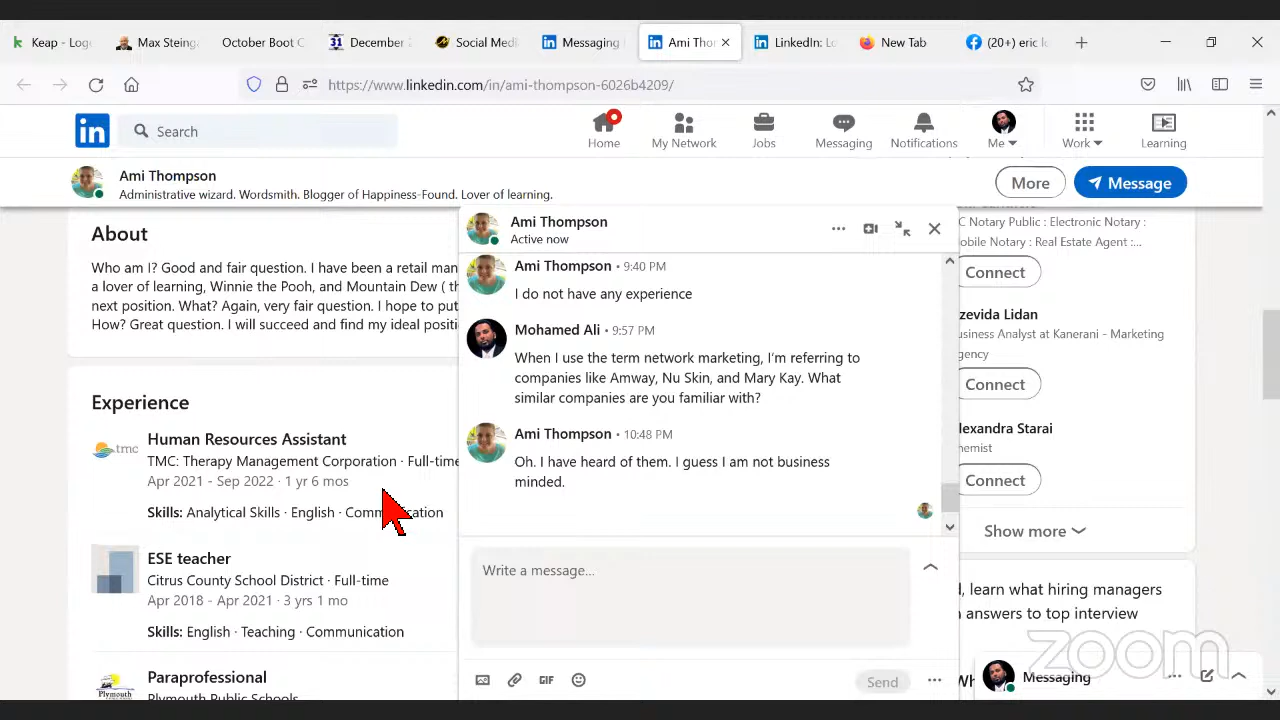 Keap - Log
Max Steing
October Boot C
31
December
Social Medi
Messaging
Ami Thor
LinkedIn: Lo
New Tab
(20+) eric lo
https://www.linkedin.com/in/ami-thompson-6026b4209/
in
Search
Home
My Network
Jobs
Messaging
Notifications
Me
Work
Learning
Ami Thompson
Administrative wizard. Wordsmith. Blogger of Happiness-Found. Lover of learning.
More
Message
About
Who am I? Good and fair question. I have been a retail man
a lover of learning, Winnie the Pooh, and Mountain Dew ( th
next position. What? Again, very fair question. I hope to put
How? Great question. I will succeed and find my ideal positi
Experience
tmc
Human Resources Assistant
TMC: Therapy Management Corporation · Full-time
Apr 2021 - Sep 2022 · 1 yr 6 mos
Skills: Analytical Skills · English · Communication
ESE teacher
Citrus County School District · Full-time
Apr 2018 - Apr 2021 · 3 yrs 1 mo
Skills: English · Teaching · Communication
Plymouth
Paraprofessional
Plymouth Public Schools
Ami Thompson
Active now
Ami Thompson • 9:40 PM
I do not have any experience
Mohamed Ali • 9:57 PM
When I use the term network marketing, I'm referring to
companies like Amway, Nu Skin, and Mary Kay. What
similar companies are you familiar with?
Ami Thompson • 10:48 PM
Oh. I have heard of them. I guess I am not business
minded.
Write a message...
GIF
Send
C Notary Public : Electronic Notary :
obile Notary : Real Estate Agent :...
Connect
zevida Lidan
usiness Analyst at Kanerani - Marketing
gency
Connect
lexandra Starai
hemist
Connect
Show more
d, learn what hiring managers
answers to top interview
zoom
Messaging